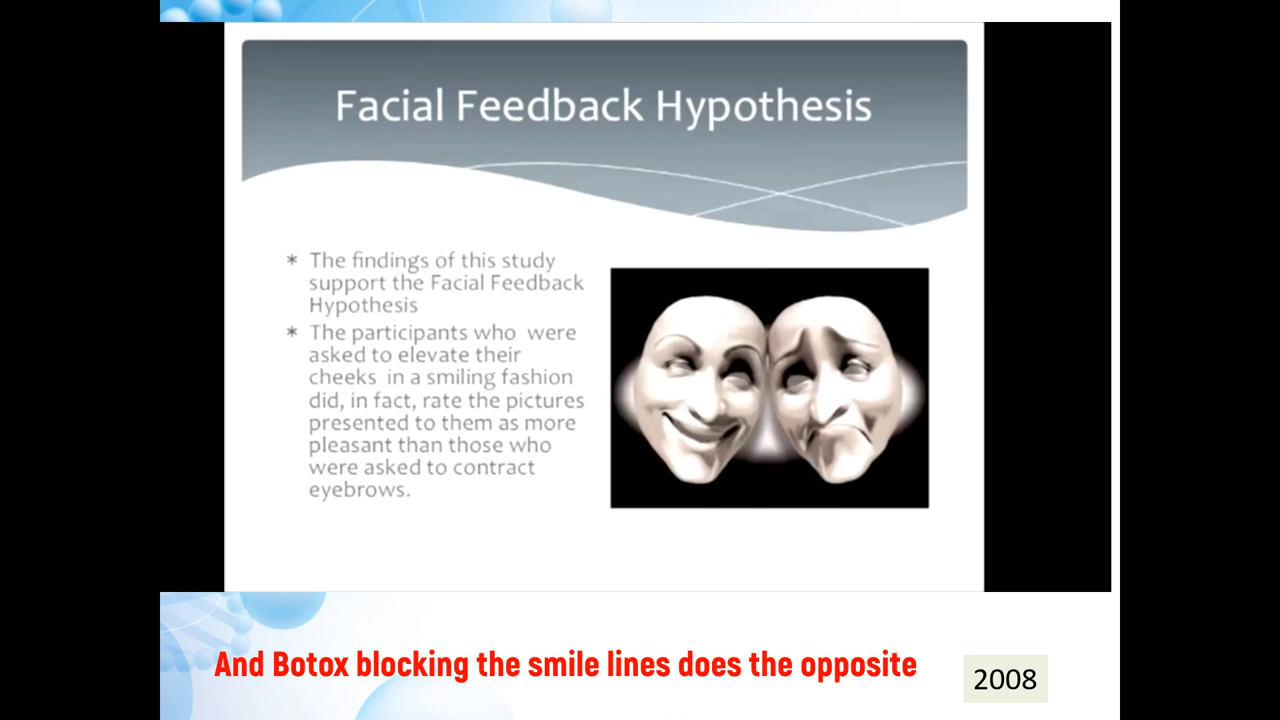 Facial Feedback Hypothesis
* The findings of this study
support the Facial Feedback
Hypothesis
* The participants who were
asked to elevate their
cheeks in a smiling fashion
did, in fact, rate the pictures
presented to them as more
pleasant than those who
were asked to contract
eyebrows.
And Botox blocking the smile lines does the opposite
2008